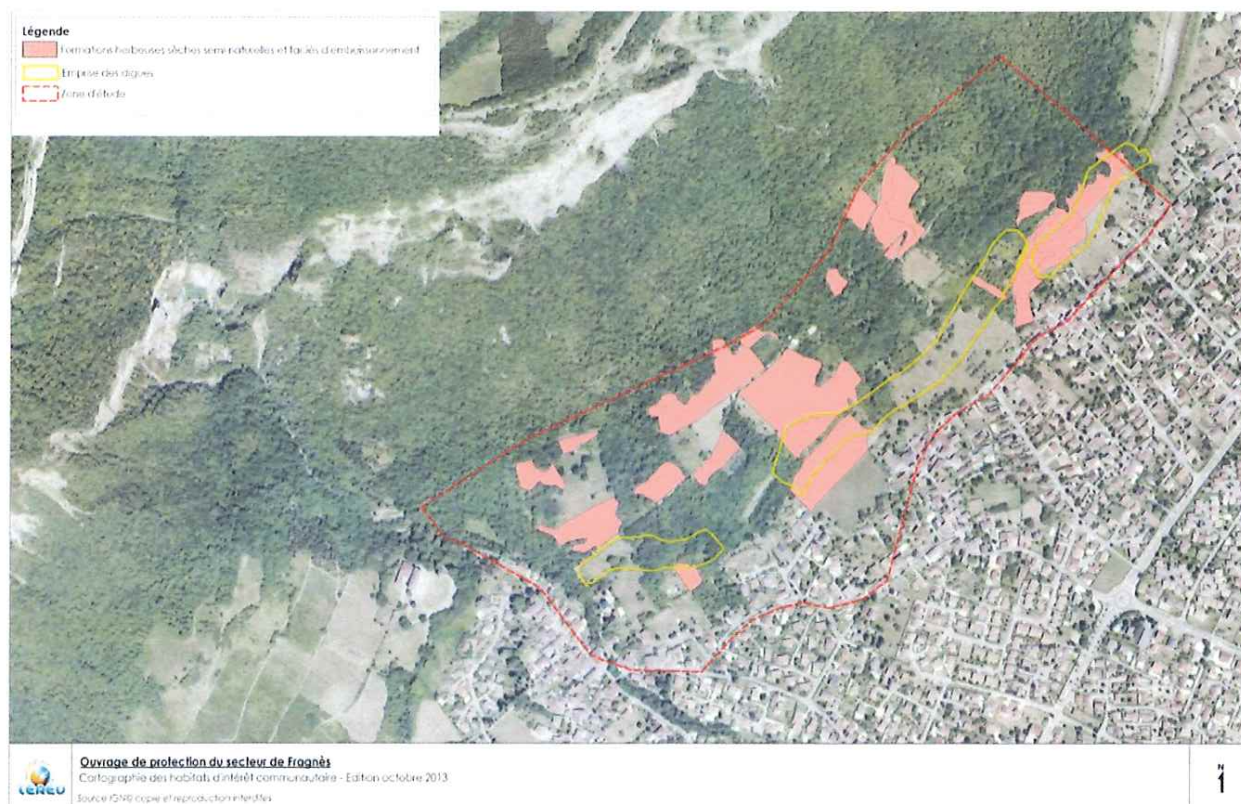 Légende
Formations herbeuses sèches semi-naturelles et faciès d'embuissonnement
Emprise des digues
Zone d'étude
Ouvrage de protection du secteur de Fragnès
Cartographie des habitats d'intérêt communautaire - Edition octobre 2013
Source IGN© copie et reproduction interdites
N
1